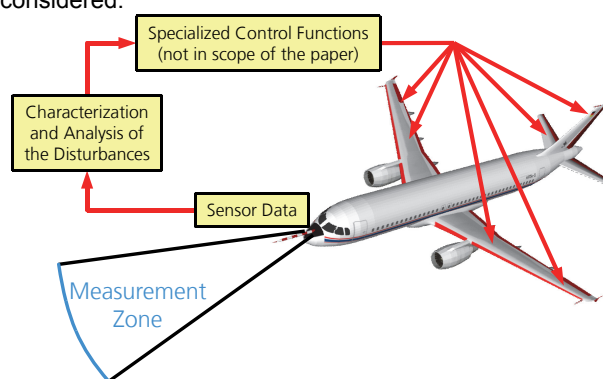 considered.
Specialized Control Functions
(not in scope of the paper)
Characterization
and Analysis of
the Disturbances
Sensor Data
Measurement
Zone